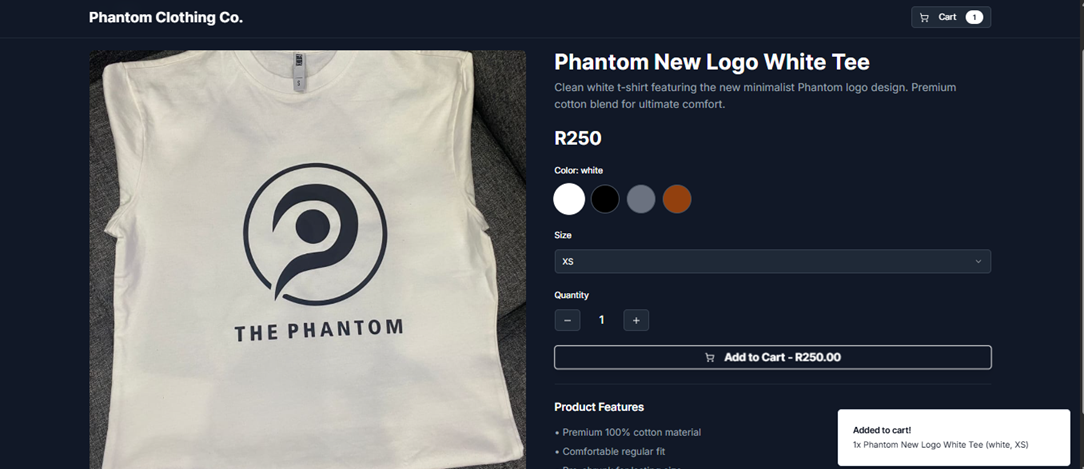 Phantom Clothing Co.
Cart 1
THE PHANTOM
Phantom New Logo White Tee
Clean white t-shirt featuring the new minimalist Phantom logo design. Premium
cotton blend for ultimate comfort.
R250
Color: white
Size
XS
Quantity
− 1 +
Add to Cart - R250.00
Product Features
• Premium 100% cotton material
• Comfortable regular fit
Added to cart!
1x Phantom New Logo White Tee (white, XS)